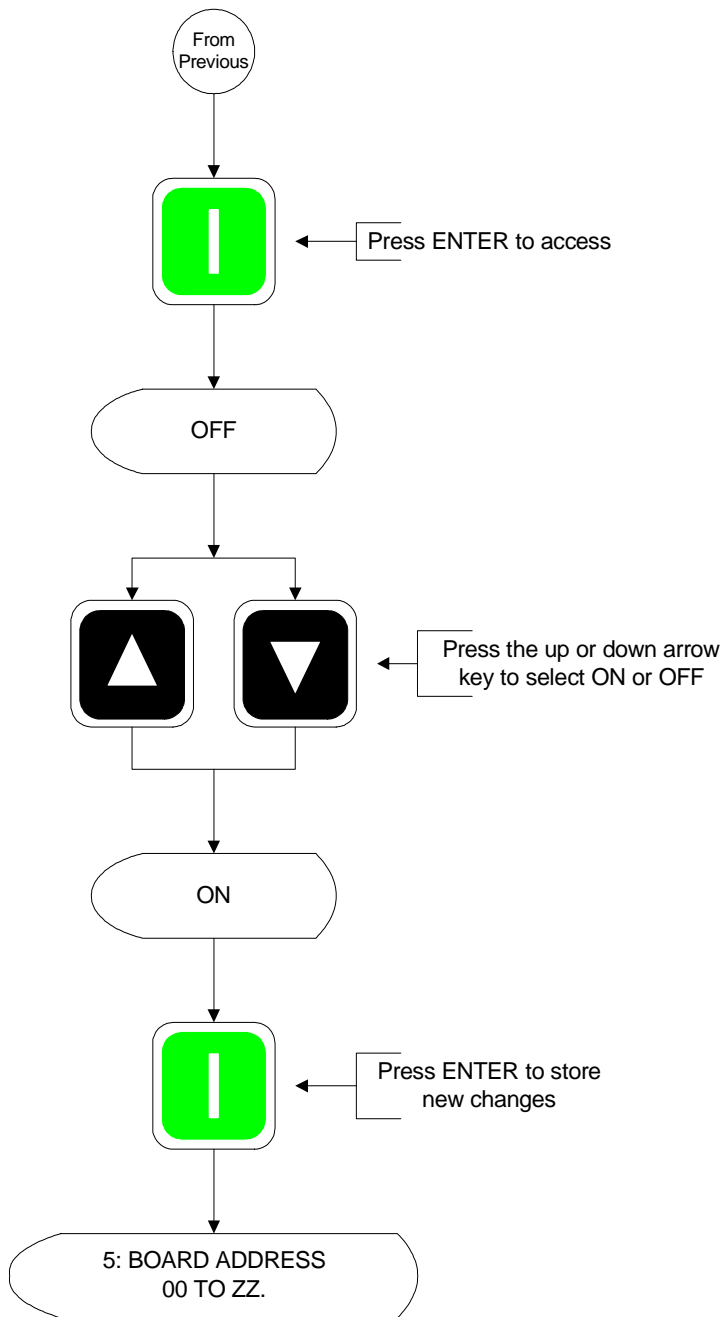 From
Previous
Press ENTER to access
OFF
Press the up or down arrow
key to select ON or OFF
ON
Press ENTER to store
new changes
5: BOARD ADDRESS
00 TO ZZ.